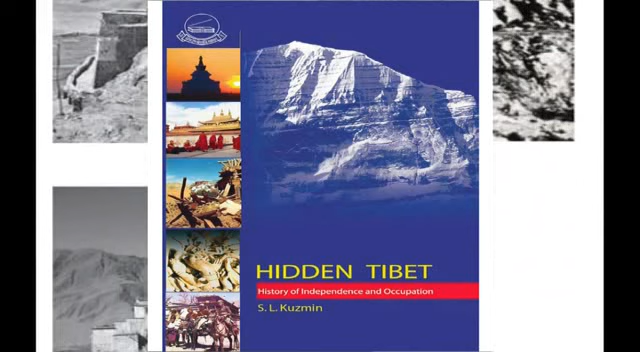 HIDDEN TIBET
History of Independence and Occupation
S. L. Kuzmin